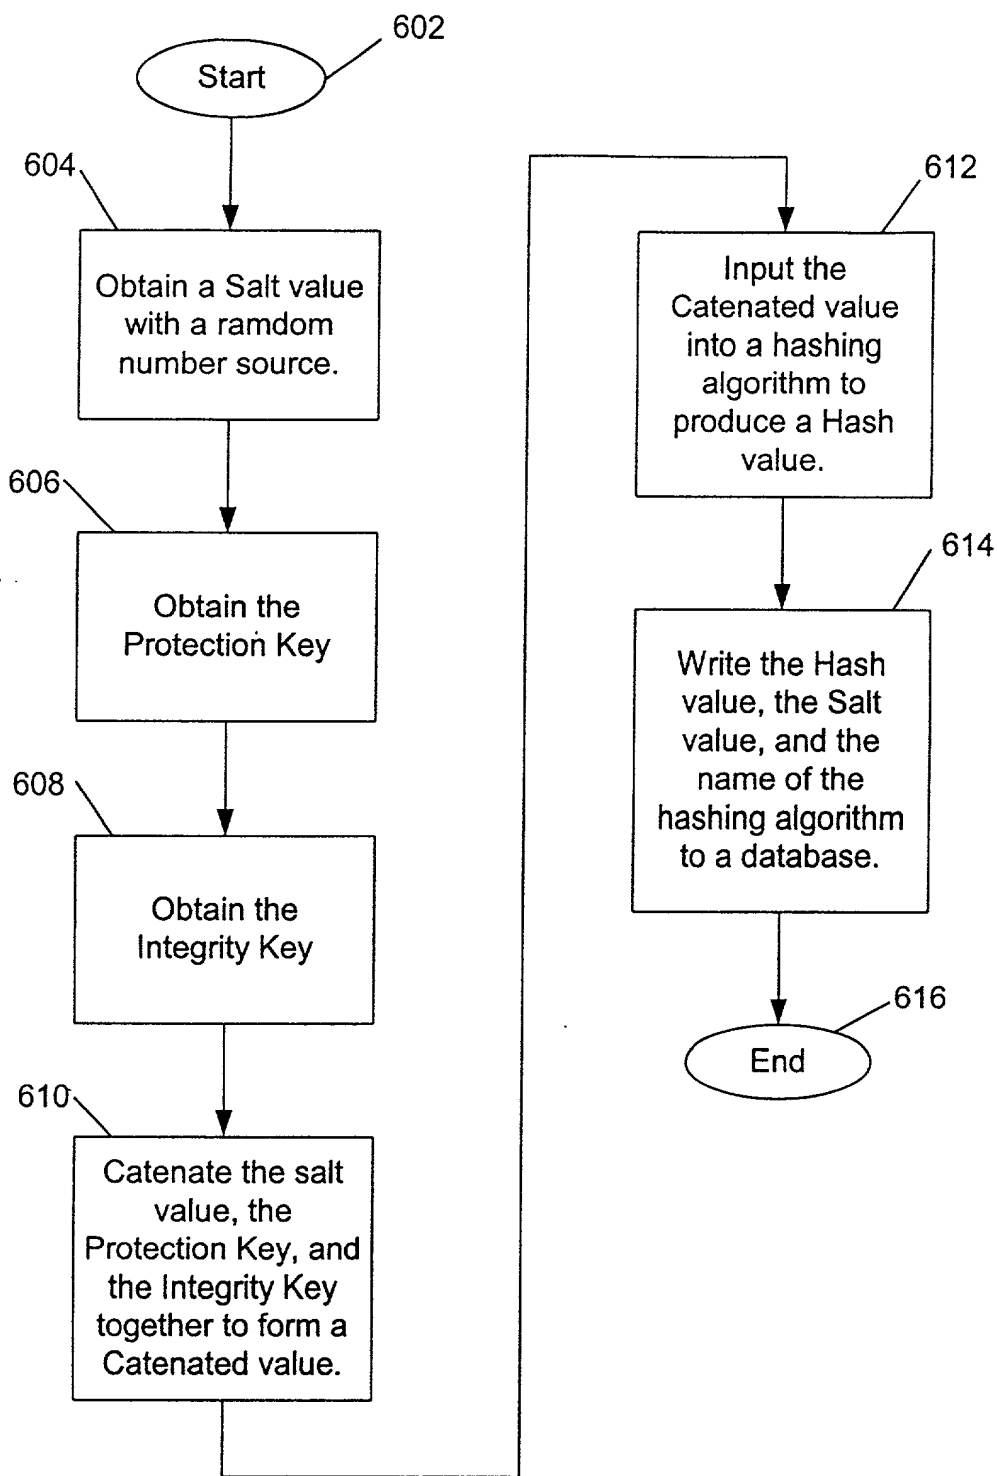 602
Start
604
Obtain a Salt value
with a ramdom
number source.
606
Obtain the
Protection Key
608
Obtain the
Integrity Key
610
Catenate the salt
value, the
Protection Key, and
the Integrity Key
together to form a
Catenated value.
612
Input the
Catenated value
into a hashing
algorithm to
produce a Hash
value.
614
Write the Hash
value, the Salt
value, and the
name of the
hashing algorithm
to a database.
616
End